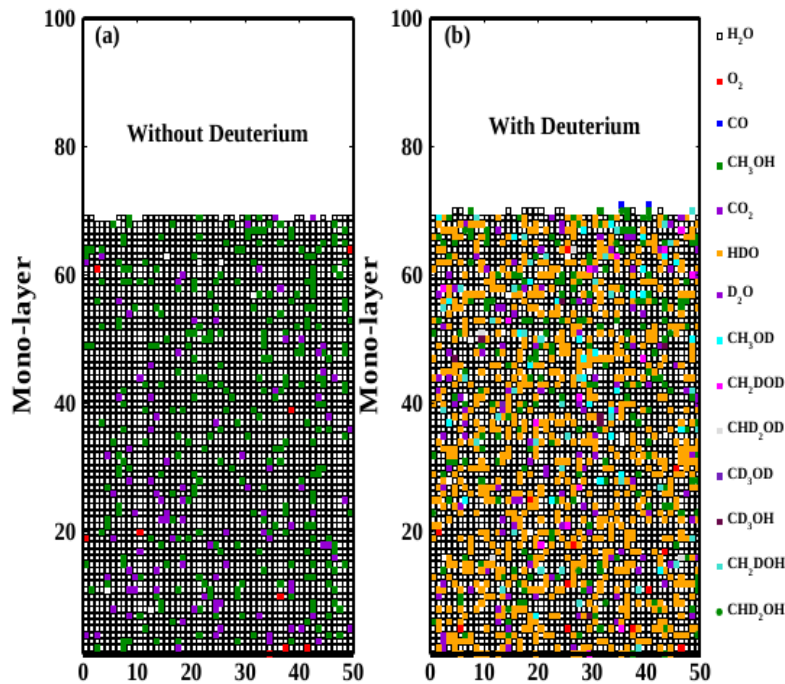 (a)
Without Deuterium
Mono-layer
100
80
60
40
20
0 10 20 30 40 50
(b)
With Deuterium
Mono-layer
100
80
60
40
20
0 10 20 30 40 50
H₂O
O₂
CO
CH₃OH
CO₂
HDO
D₂O
CH₃OD
CH₂DOD
CHD₂OD
CD₃OD
CD₃OH
CH₂DOH
CHD₂OH